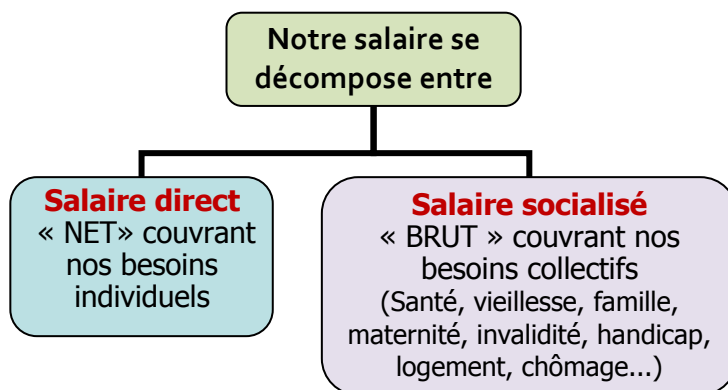 Notre salaire se
décompose entre
Salaire direct
« NET» couvrant
nos besoins
individuels
Salaire socialisé
« BRUT » couvrant nos
besoins collectifs
(Santé, vieillesse, famille,
maternité, invalidité, handicap,
logement, chômage...)